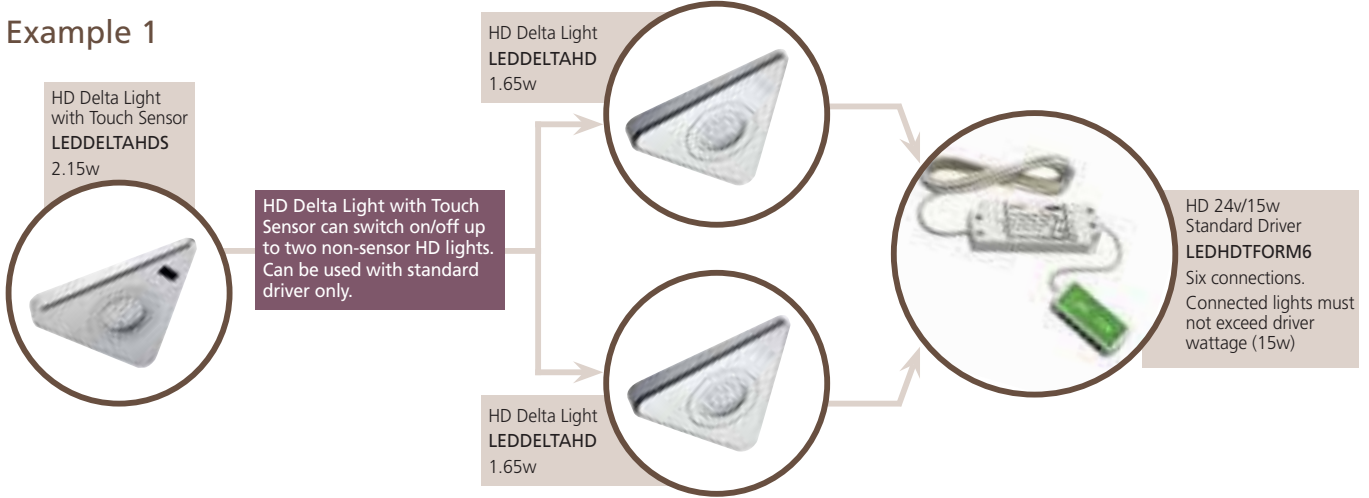 Example 1
HD Delta Light
with Touch Sensor
LEDDELTAHDS
2.15w
HD Delta Light with Touch
Sensor can switch on/off up
to two non-sensor HD lights.
Can be used with standard
driver only.
HD Delta Light
LEDDELTAHD
1.65w
HD Delta Light
LEDDELTAHD
1.65w
HD 24v/15w
Standard Driver
LEDHDTFORM6
Six connections.
Connected lights must
not exceed driver
wattage (15w)